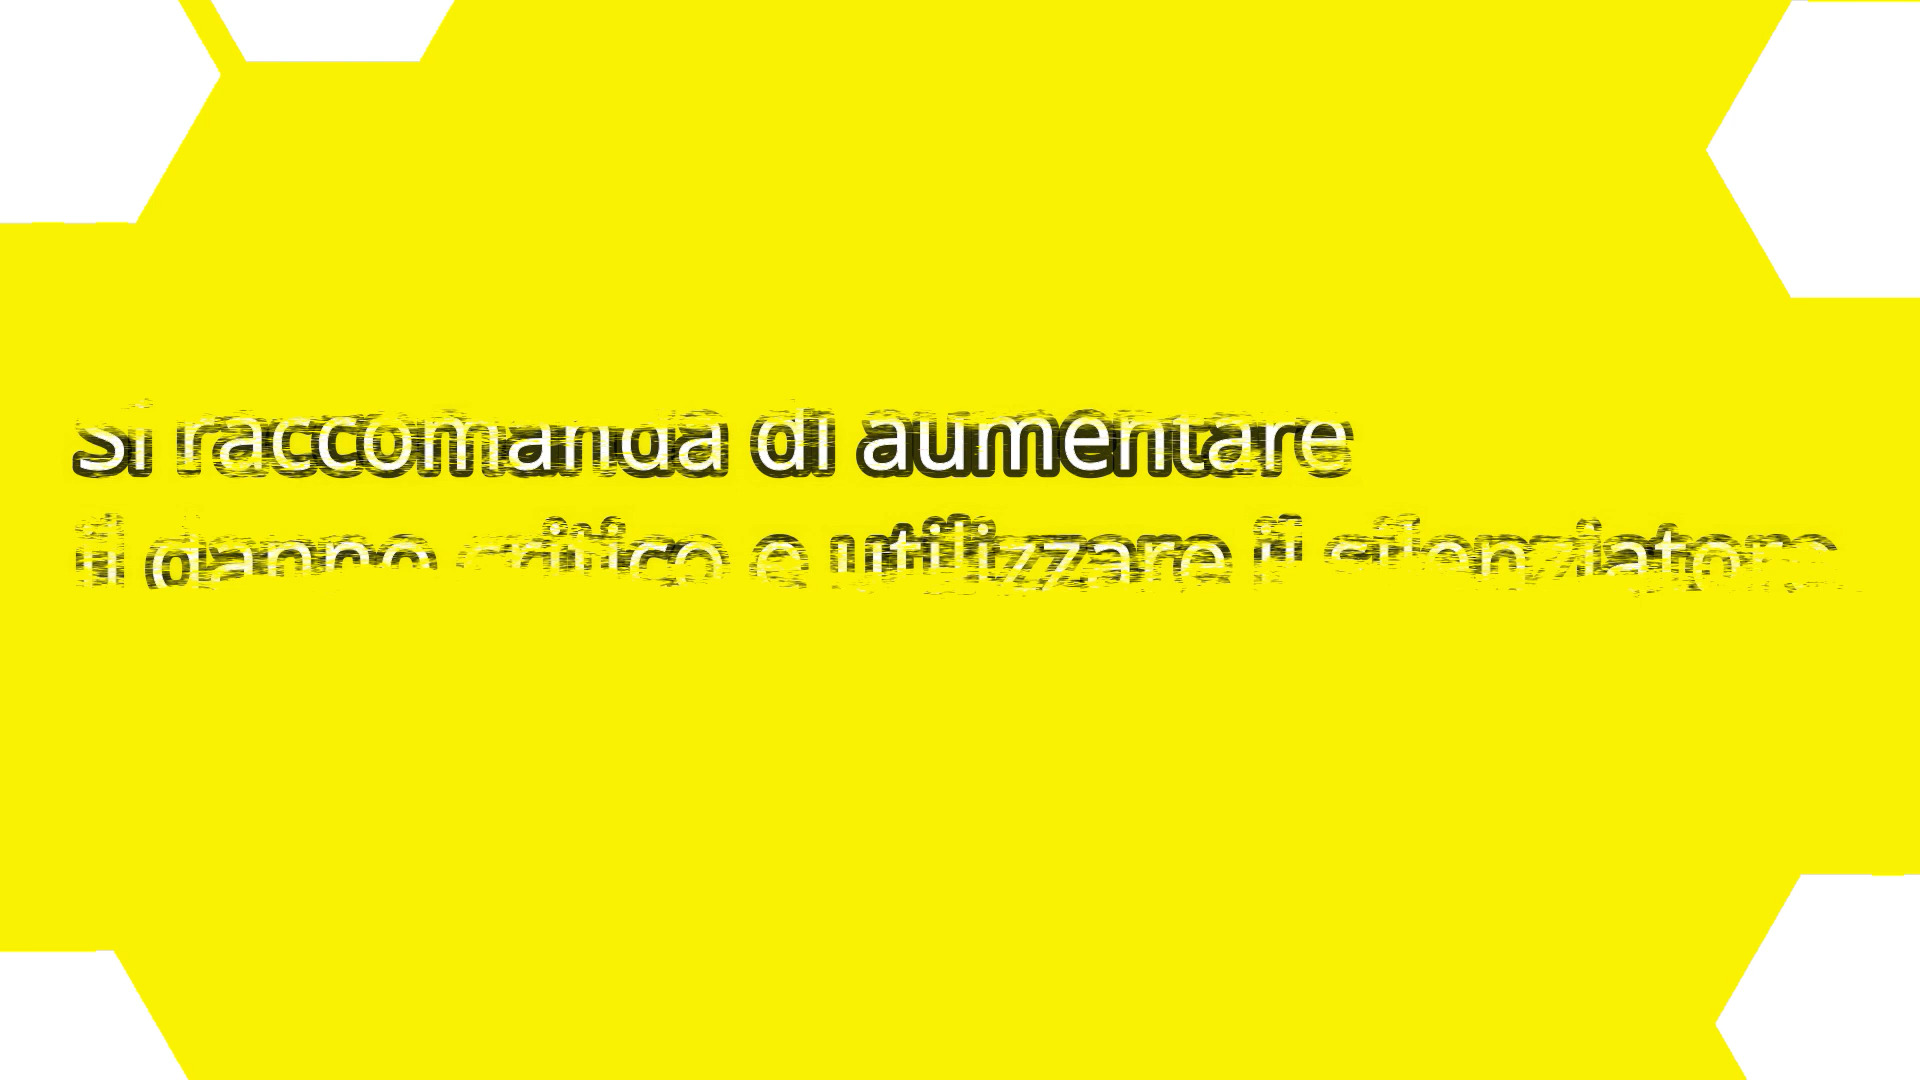 Si raccomanda di aumentare
il danno critico e utilizzare il silenziatore